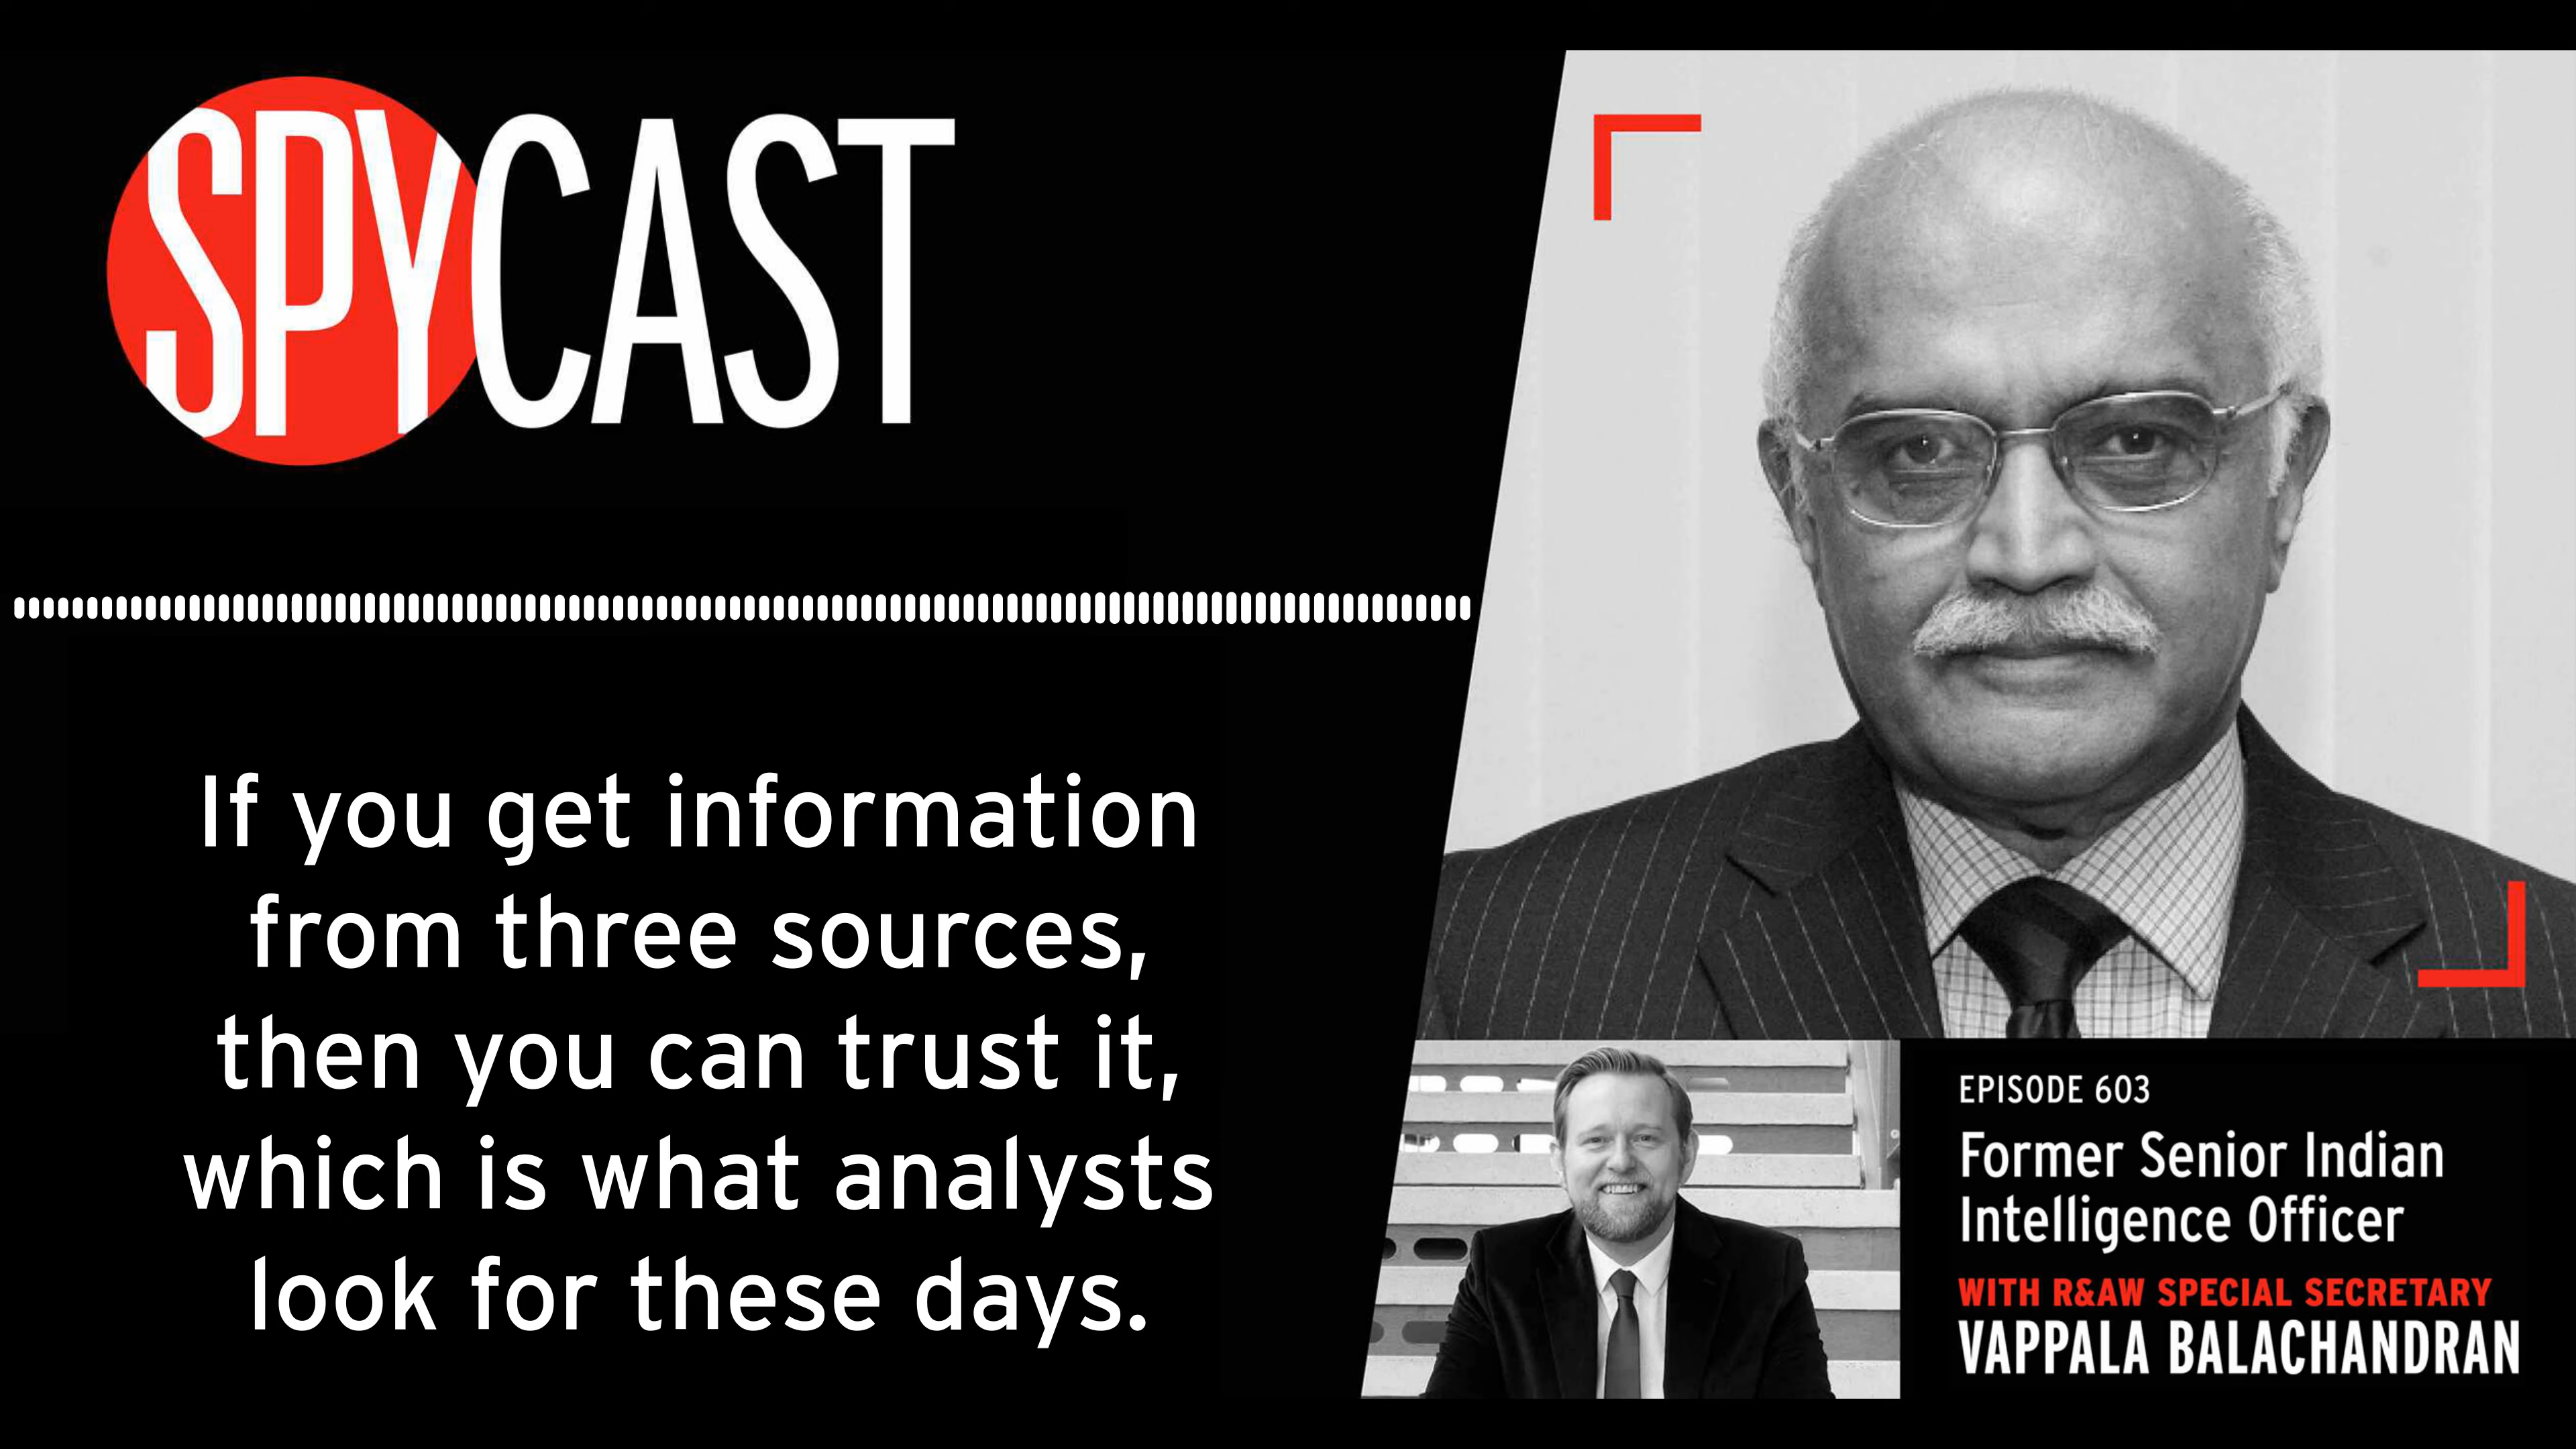 SPYCAST
If you get information
from three sources,
then you can trust it,
which is what analysts
look for these days.
EPISODE 603
Former Senior Indian
Intelligence Officer
WITH R&AW SPECIAL SECRETARY
VAPPALA BALACHANDRAN